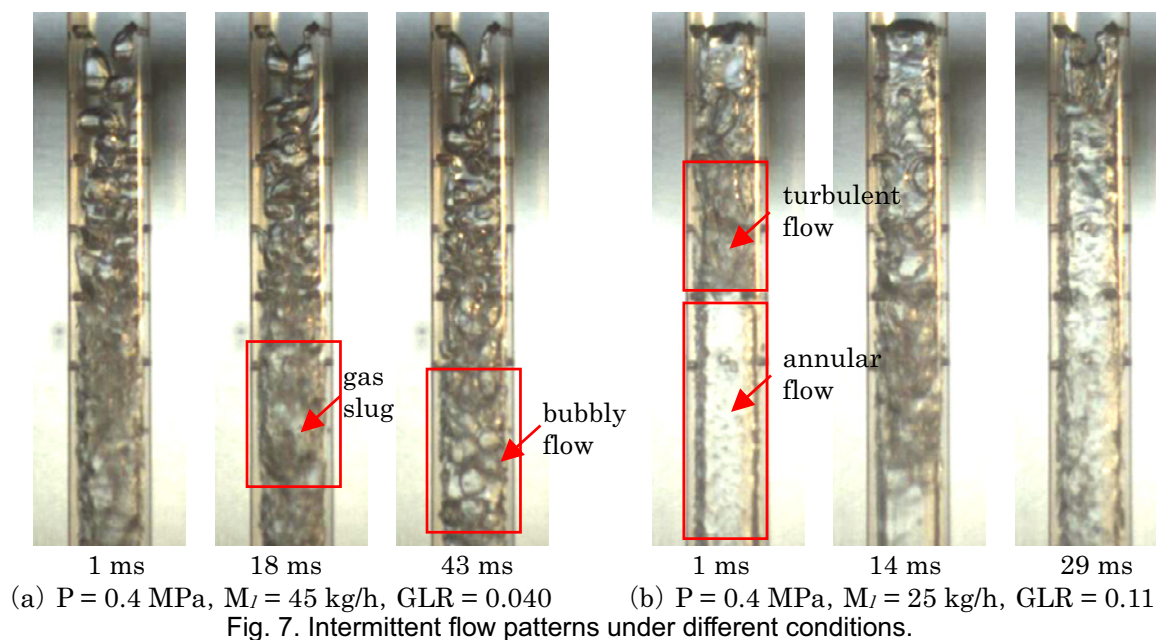 turbulent
flow
gas
slug
annular
flow
bubbly
flow
1 ms 18 ms 43 ms 1 ms 14 ms 29 ms
(a) P = 0.4 MPa, Ml = 45 kg/h, GLR = 0.040 (b) P = 0.4 MPa, Ml = 25 kg/h, GLR = 0.11
Fig. 7. Intermittent flow patterns under different conditions.